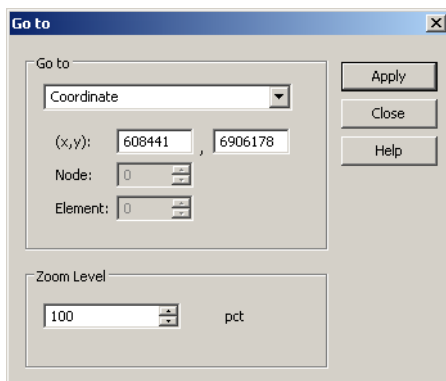 Go to
Go to
Apply
Coordinate
Close
(x,y): 608441 , 6906178
Help
Node: 0
Element: 0
Zoom Level
100 pct